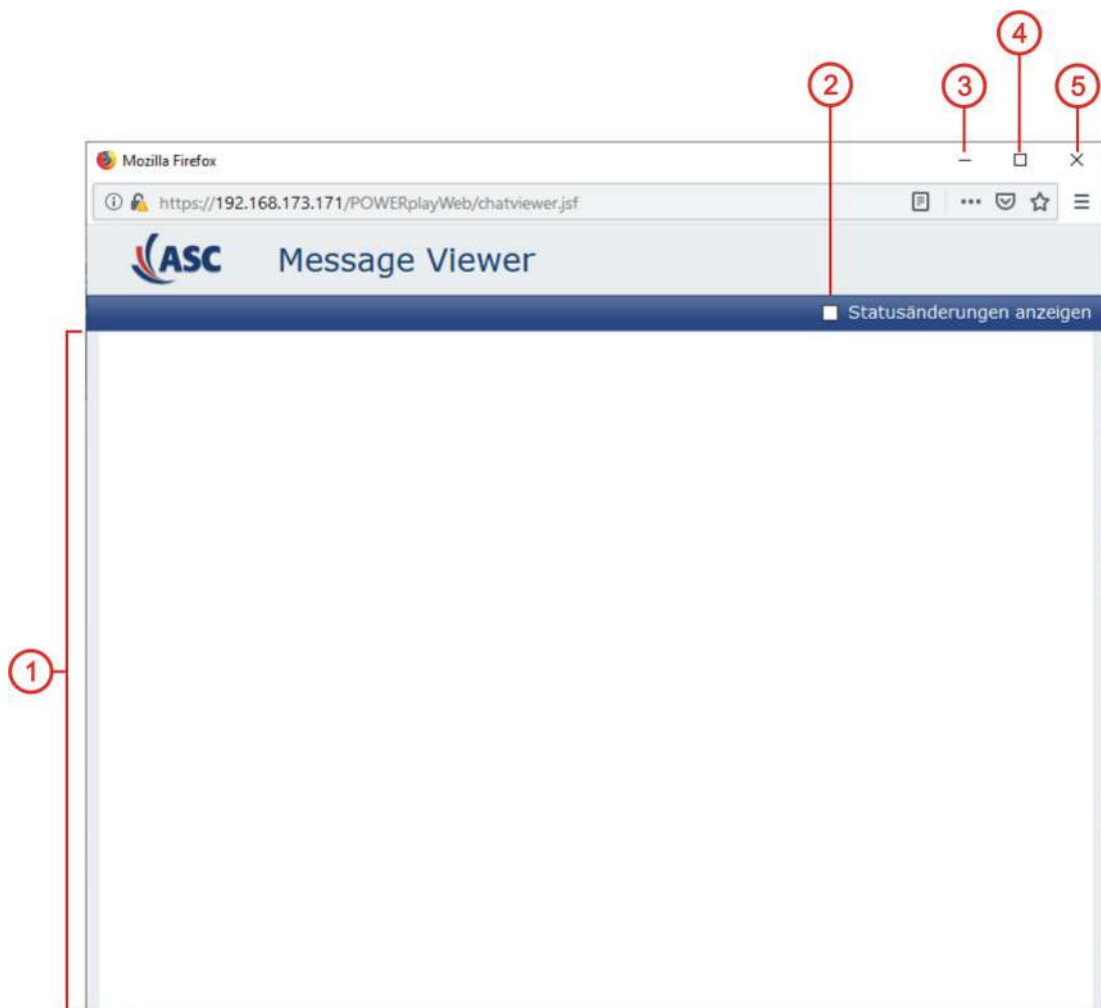 4
2
3
5
Mozilla Firefox
https://192.168.173.171/POWERplayWeb/chatviewer.jsf
ASC Message Viewer
Statusänderungen anzeigen
1